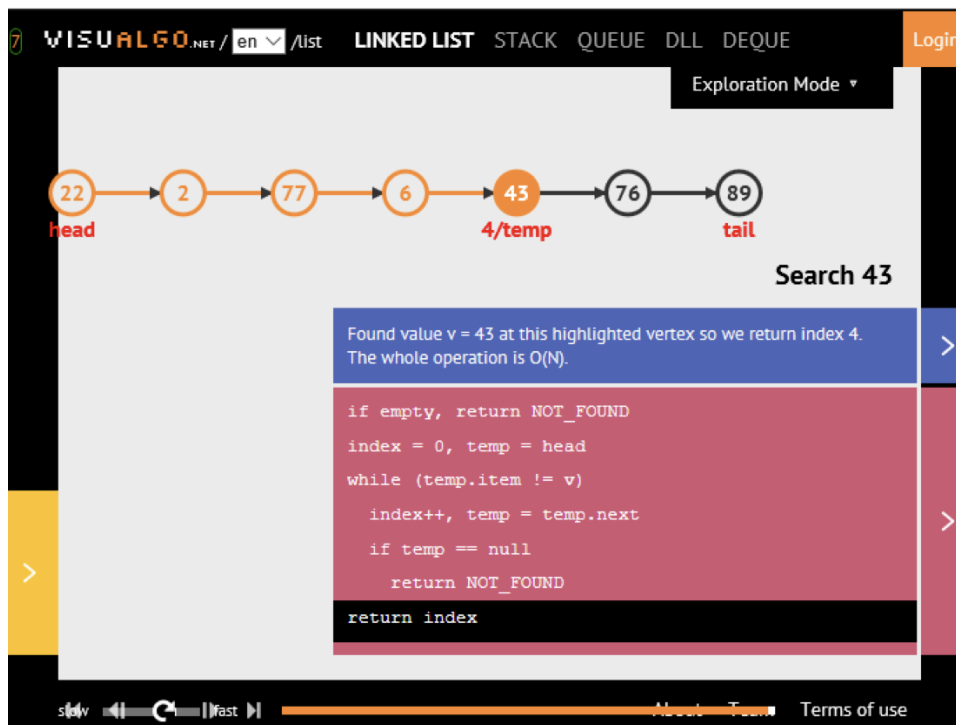 7 VISUALGO.NET / en /list LINKED LIST STACK QUEUE DLL DEQUE Login
Exploration Mode ▼
22 2 77 6 43 76 89
head 4/temp tail
Search 43
Found value v = 43 at this highlighted vertex so we return index 4.
The whole operation is O(N).
if empty, return NOT_FOUND
index = 0, temp = head
while (temp.item != v)
index++, temp = temp.next
if temp == null
return NOT_FOUND
return index
slow fast About Team Terms of use